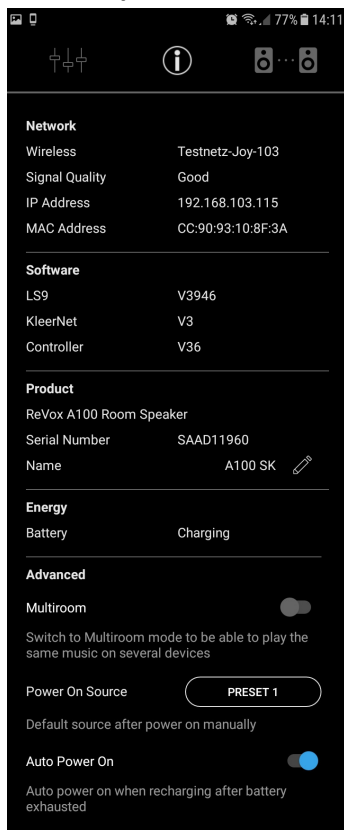 77% 14:11
Network
Wireless Testnetz-Joy-103
Signal Quality Good
IP Address 192.168.103.115
MAC Address CC:90:93:10:8F:3A
Software
LS9 V3946
KleerNet V3
Controller V36
Product
ReVox A100 Room Speaker
Serial Number SAAD11960
Name A100 SK
Energy
Battery Charging
Advanced
Multiroom
Switch to Multiroom mode to be able to play the
same music on several devices
Power On Source PRESET 1
Default source after power on manually
Auto Power On
Auto power on when recharging after battery
exhausted